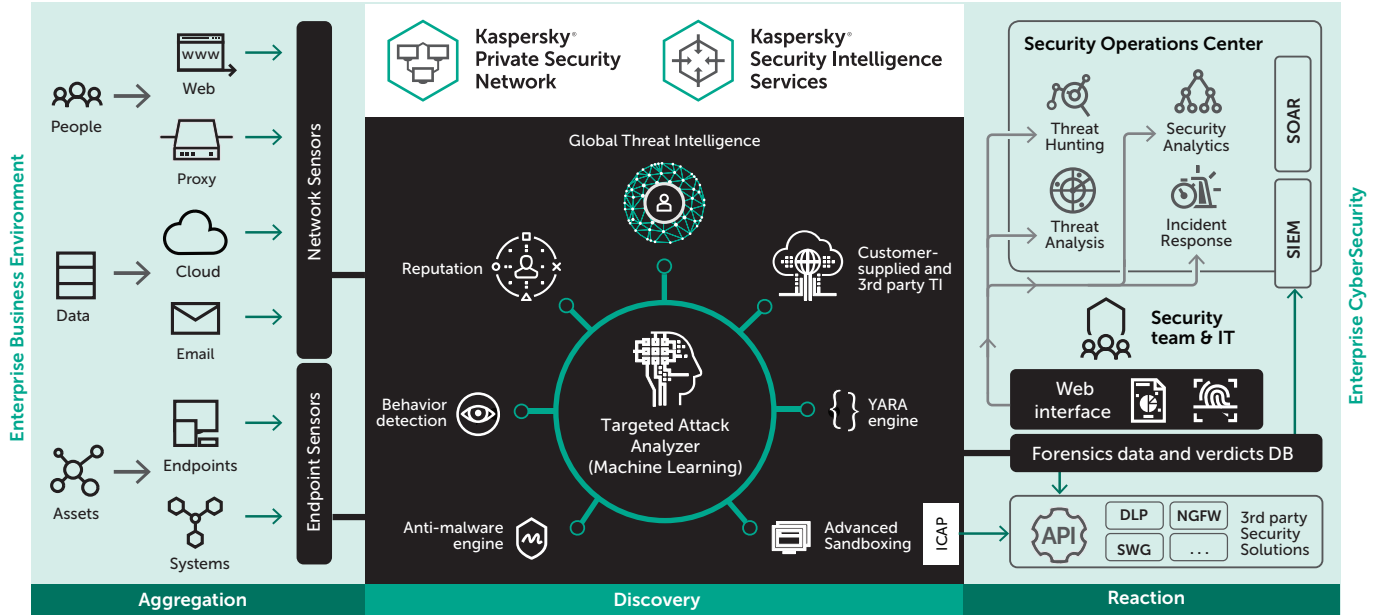 Enterprise Business Environment
People
Data
Assets
www
Web
Proxy
Cloud
Email
Endpoints
Systems
Network Sensors
Endpoint Sensors
Aggregation
Kaspersky®
Private Security
Network
Kaspersky®
Security Intelligence
Services
Global Threat Intelligence
Reputation
Customer-
supplied and
3rd party TI
Behavior
detection
{ }
YARA
engine
Targeted Attack
Analyzer
(Machine Learning)
Anti-malware
engine
Advanced
Sandboxing
ICAP
Discovery
Security Operations Center
Threat
Hunting
Security
Analytics
Threat
Analysis
Incident
Response
SOAR
SIEM
Security
team & IT
Web
interface
Forensics data and verdicts DB
API
DLP
NGFW
SWG
...
3rd party
Security
Solutions
Reaction
Enterprise CyberSecurity